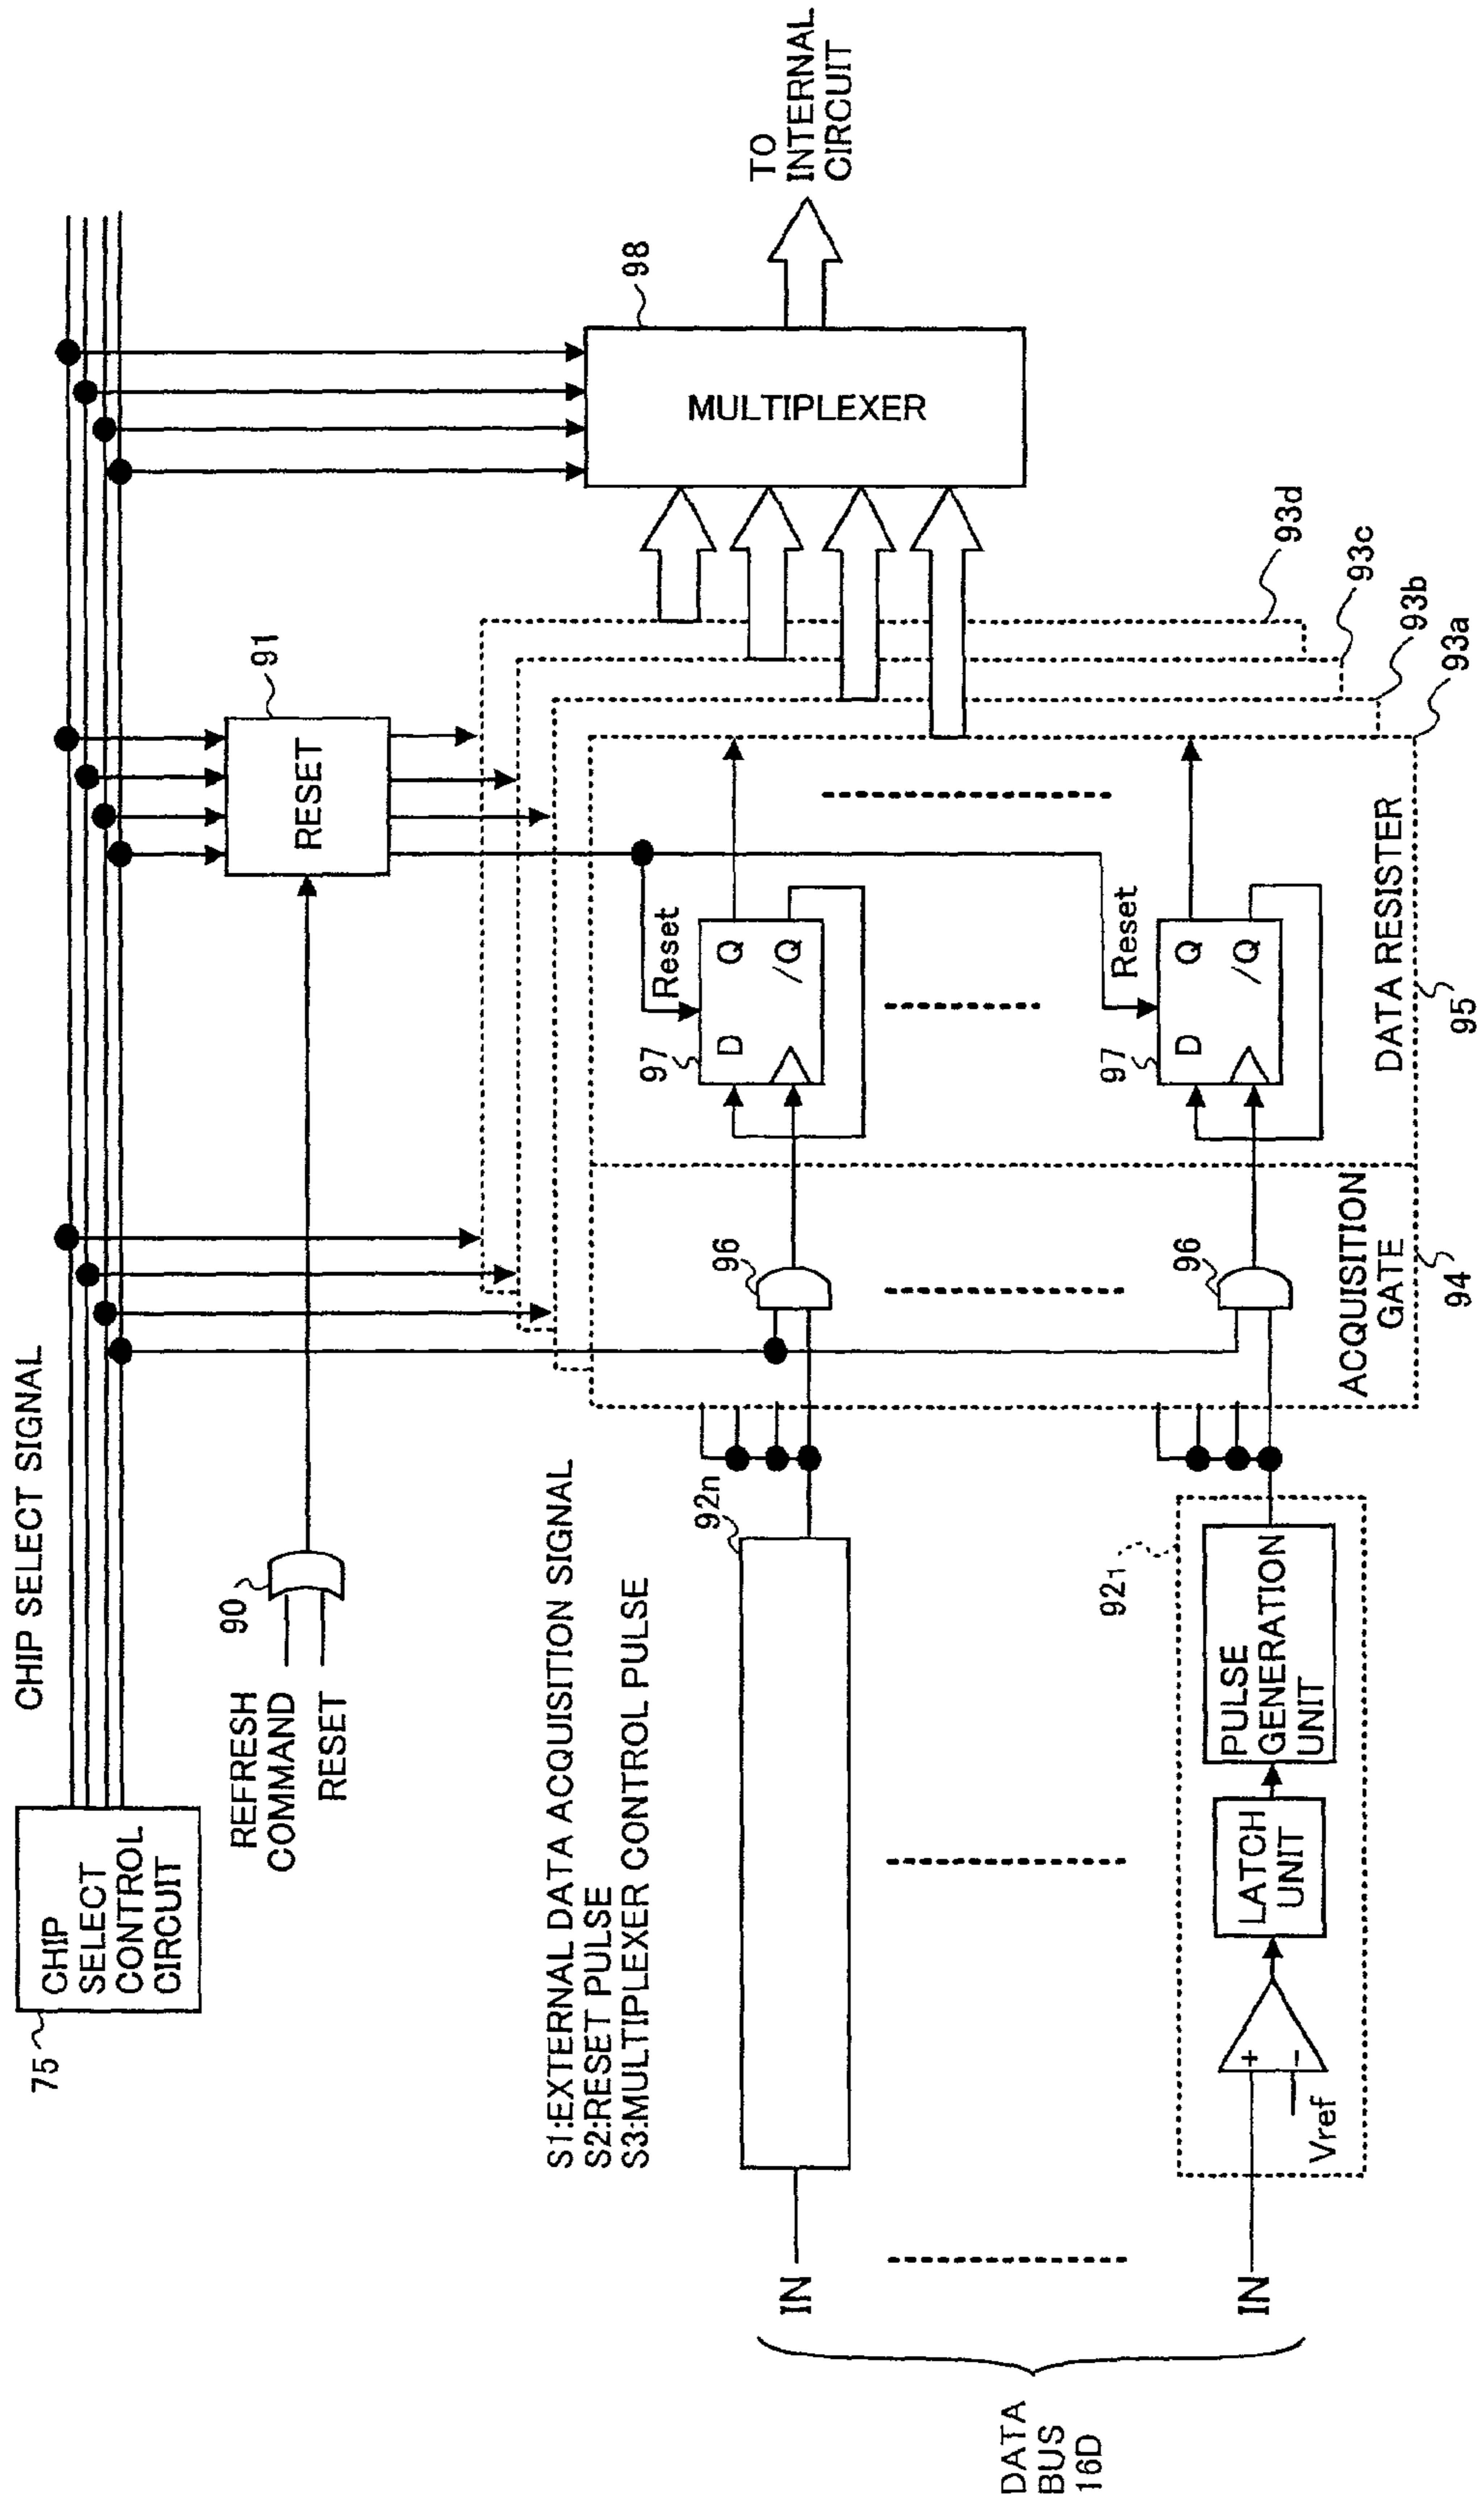 CHIP SELECT SIGNAL
75
CHIP
SELECT
CONTROL
CIRCUIT
REFRESH
COMMAND
RESET
90
RESET
91
S1:EXTERNAL DATA ACQUISITION SIGNAL
S2:RESET PULSE
S3:MULTIPLEXER CONTROL PULSE
MULTIPLEXER
98
TO
INTERNAL
CIRCUIT
93d
93c
93b
93a
IN
92n
96
97
D
Q
/Q
Reset
DATA
BUS
16D
IN
Vref
+
−
LATCH
UNIT
PULSE
GENERATION
UNIT
921
96
97
D
Q
/Q
Reset
ACQUISITION
GATE
94
DATA RESISTER
95